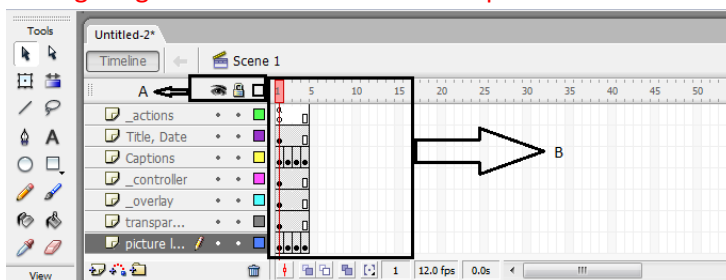 Tools
Untitled-2*
Timeline
Scene 1
A
1 5 10 15 20 25 30 35 40 45 50
_actions
Title, Date
Captions
_controller
_overlay
transpar...
picture l...
B
A
View
1 12.0 fps 0.0s